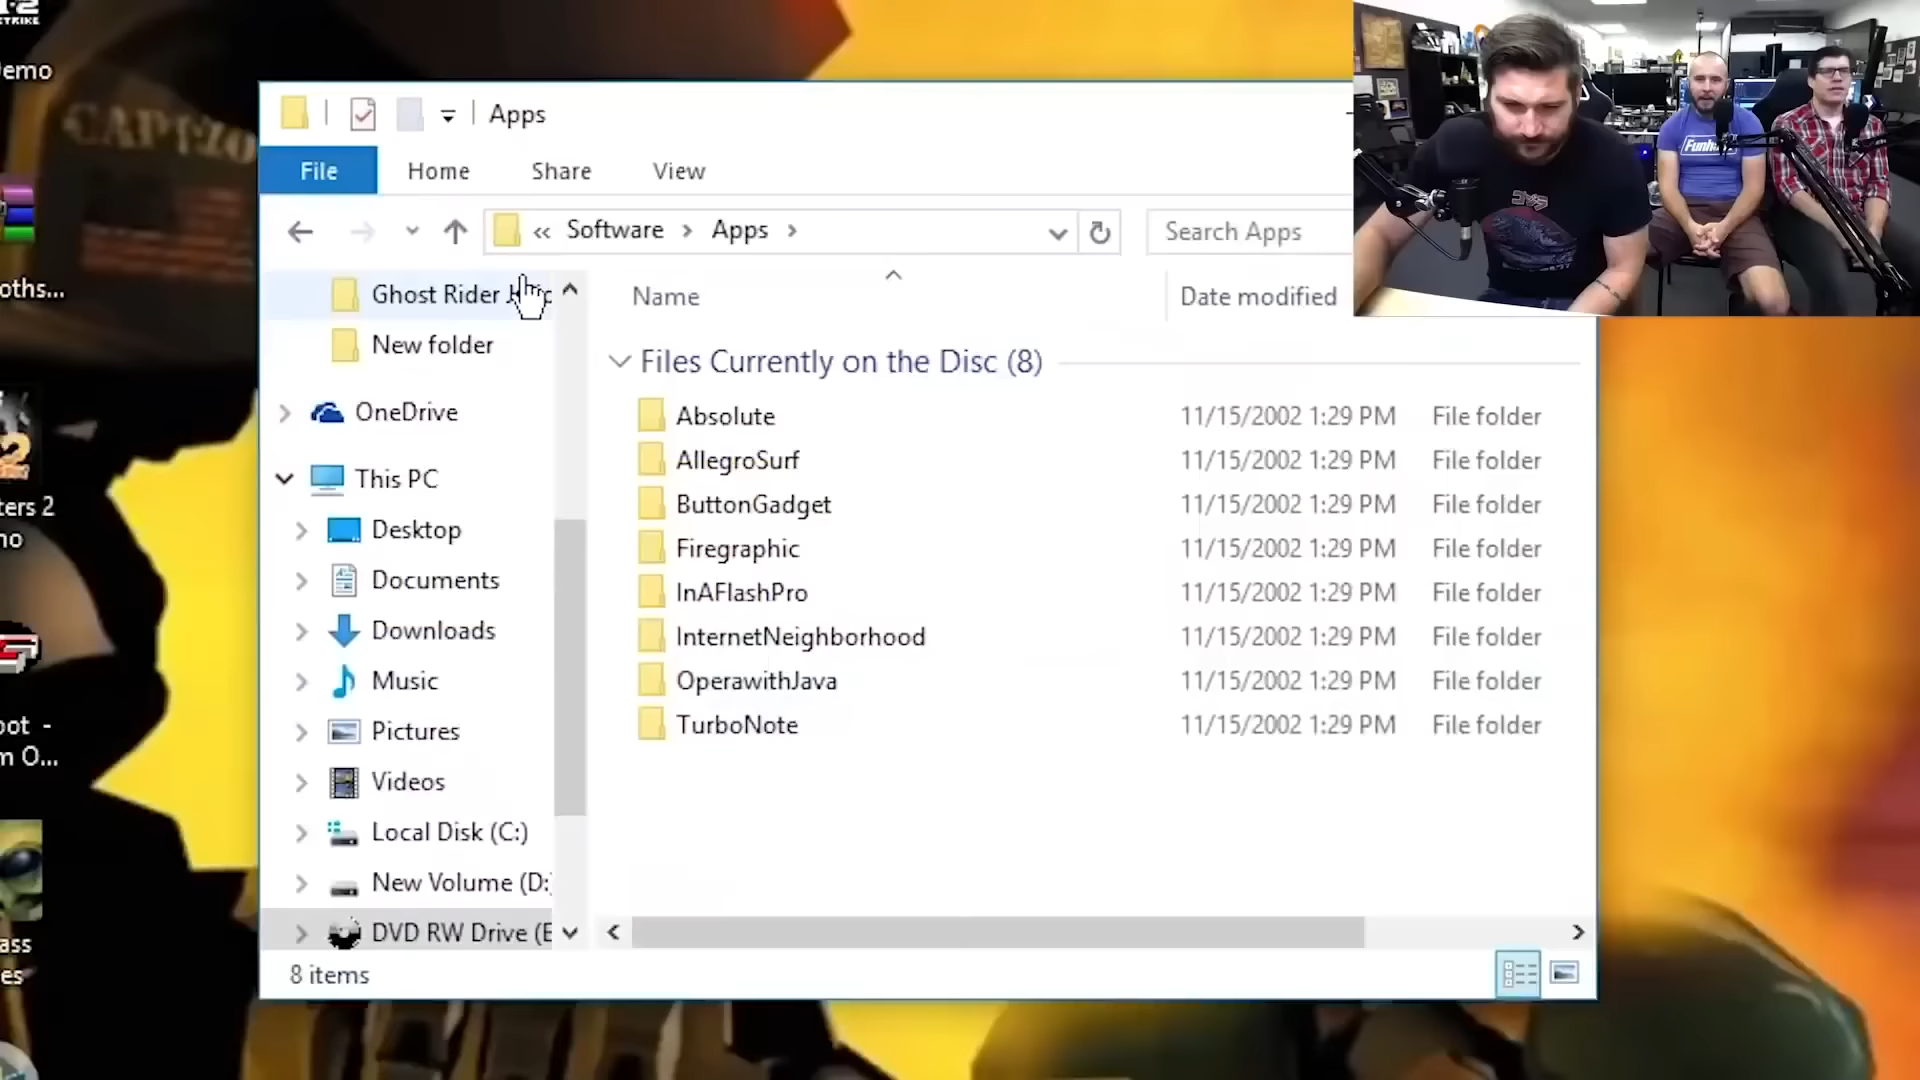 STRIKE
emo
CAPTZO
Apps
File Home Share View
« Software > Apps >
Search Apps
Ghost Rider
Name
Date modified
New folder
Files Currently on the Disc (8)
OneDrive
Absolute 11/15/2002 1:29 PM File folder
AllegroSurf 11/15/2002 1:29 PM File folder
This PC
ButtonGadget 11/15/2002 1:29 PM File folder
Desktop
Firegraphic 11/15/2002 1:29 PM File folder
Documents
InAFlashPro 11/15/2002 1:29 PM File folder
Downloads
InternetNeighborhood 11/15/2002 1:29 PM File folder
Music
OperawithJava 11/15/2002 1:29 PM File folder
Pictures
TurboNote 11/15/2002 1:29 PM File folder
Videos
Local Disk (C:)
New Volume (D:
DVD RW Drive (E
8 items
oths...
ters 2
mo
oot -
m O...
ass
es
Funh